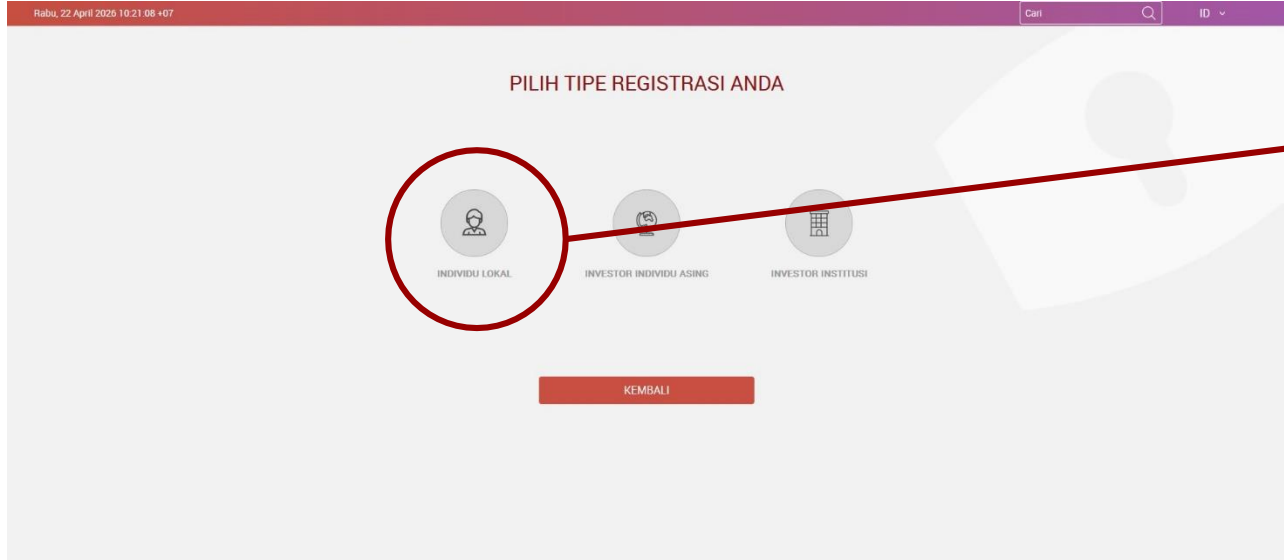 Rabu, 22 April 2026 10:21:08 +07
Cari
ID
PILIH TIPE REGISTRASI ANDA
INDIVIDU LOKAL
INVESTOR INDIVIDU ASING
INVESTOR INSTITUSI
KEMBALI